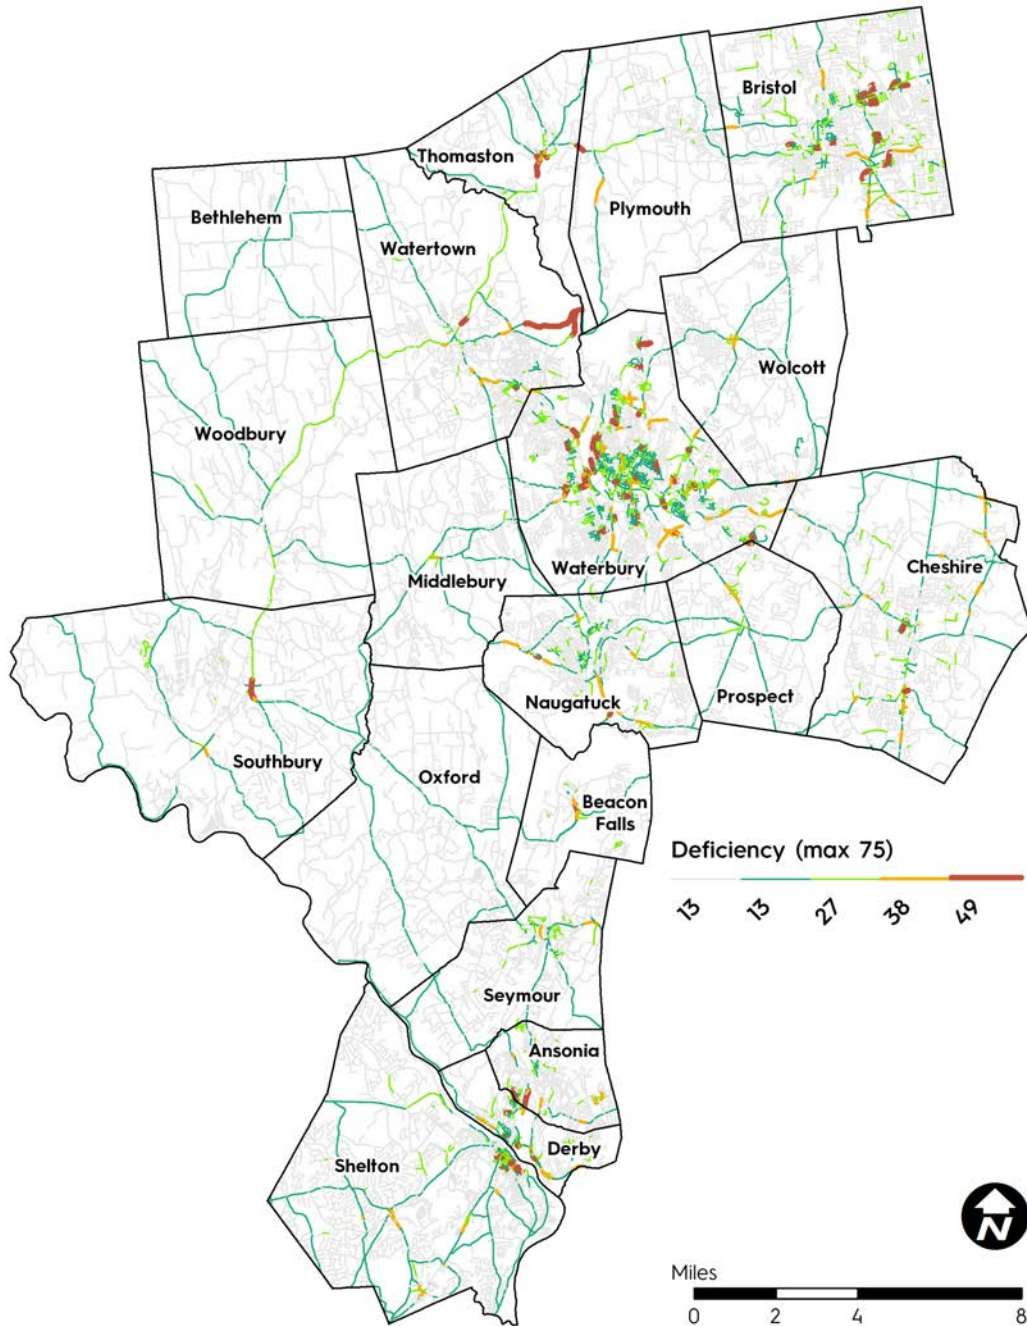 Bristol
Thomaston
Plymouth
Bethlehem
Watertown
Wolcott
Woodbury
Waterbury
Cheshire
Middlebury
Naugatuck
Prospect
Southbury
Oxford
Beacon
Falls
Deficiency (max 75)
13 13 27 38 49
Seymour
Ansonia
Derby
Shelton
N
Miles
0 2 4 8